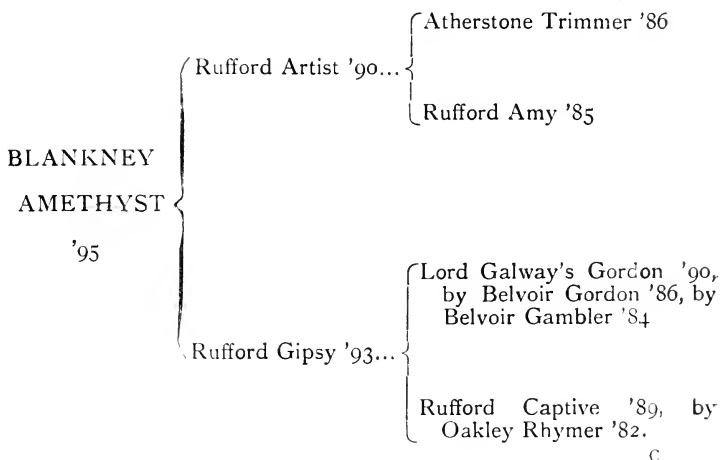 Atherstone Trimmer '86
Rufford Artist '90...
Rufford Amy '85
BLANKNEY
AMETHYST
'95
Lord Galway's Gordon '90,
by Belvoir Gordon '86, by
Belvoir Gambler '84
Rufford Gipsy '93...
Rufford Captive '89, by
Oakley Rhymer '82.
C